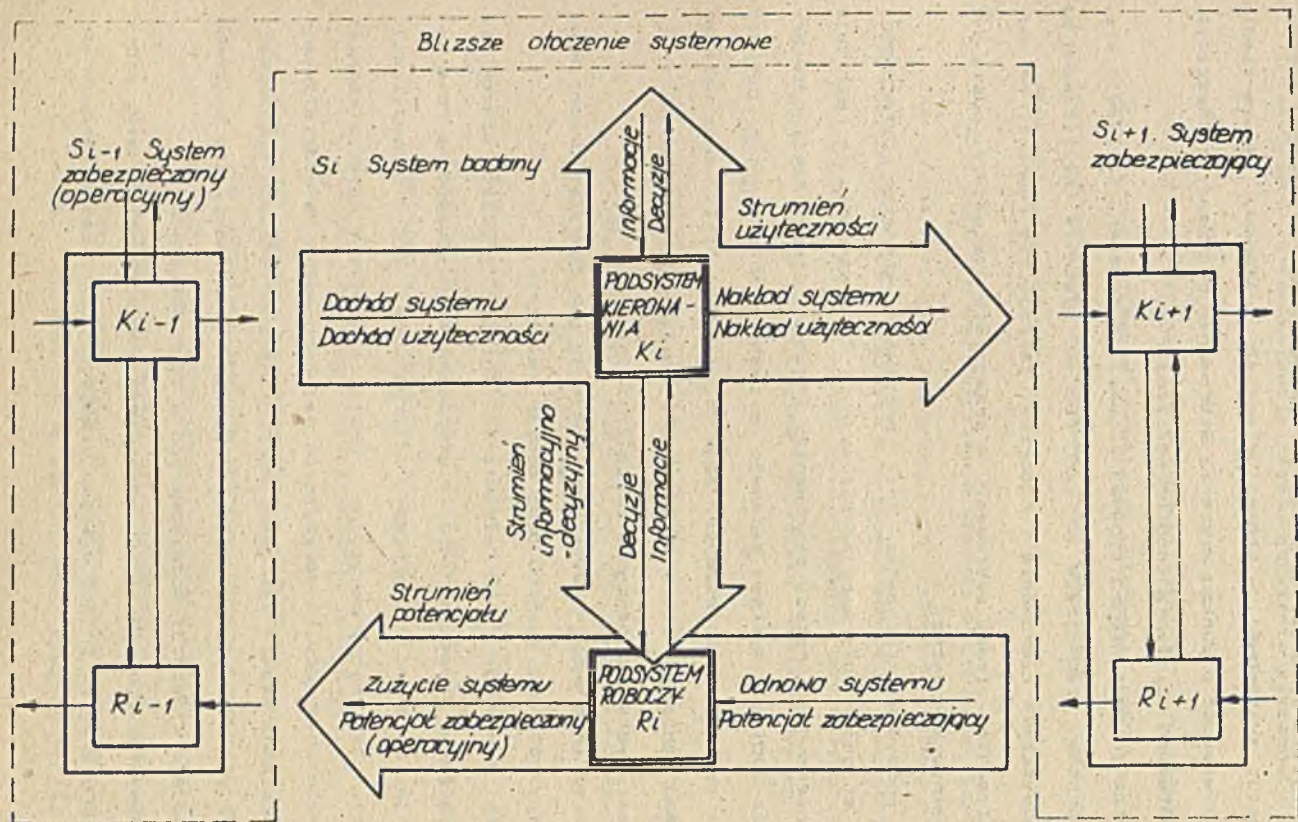 Bliższe otoczenie systemowe
Si-1 System
zabezpieczany
(operacyjny)
Ki-1
Ri-1
Si System badany
Informacje
Decyzje
Strumień
użyteczności
Dochód systemu
Dochód użyteczności
PODSYSTEM
KIEROWA-
NIA
Ki
Nakład systemu
Nakład użyteczności
Strumień
informacyjno
-decyzyjny
Decyzje
Informacje
Strumień
potencjału
Zużycie systemu
Potencjał zabezpieczany
(operacyjny)
PODSYSTEM
ROBOCZY
Ri
Odnowa systemu
Potencjał zabezpieczający
Si+1. System
zabezpieczający
Ki+1
Ri+1